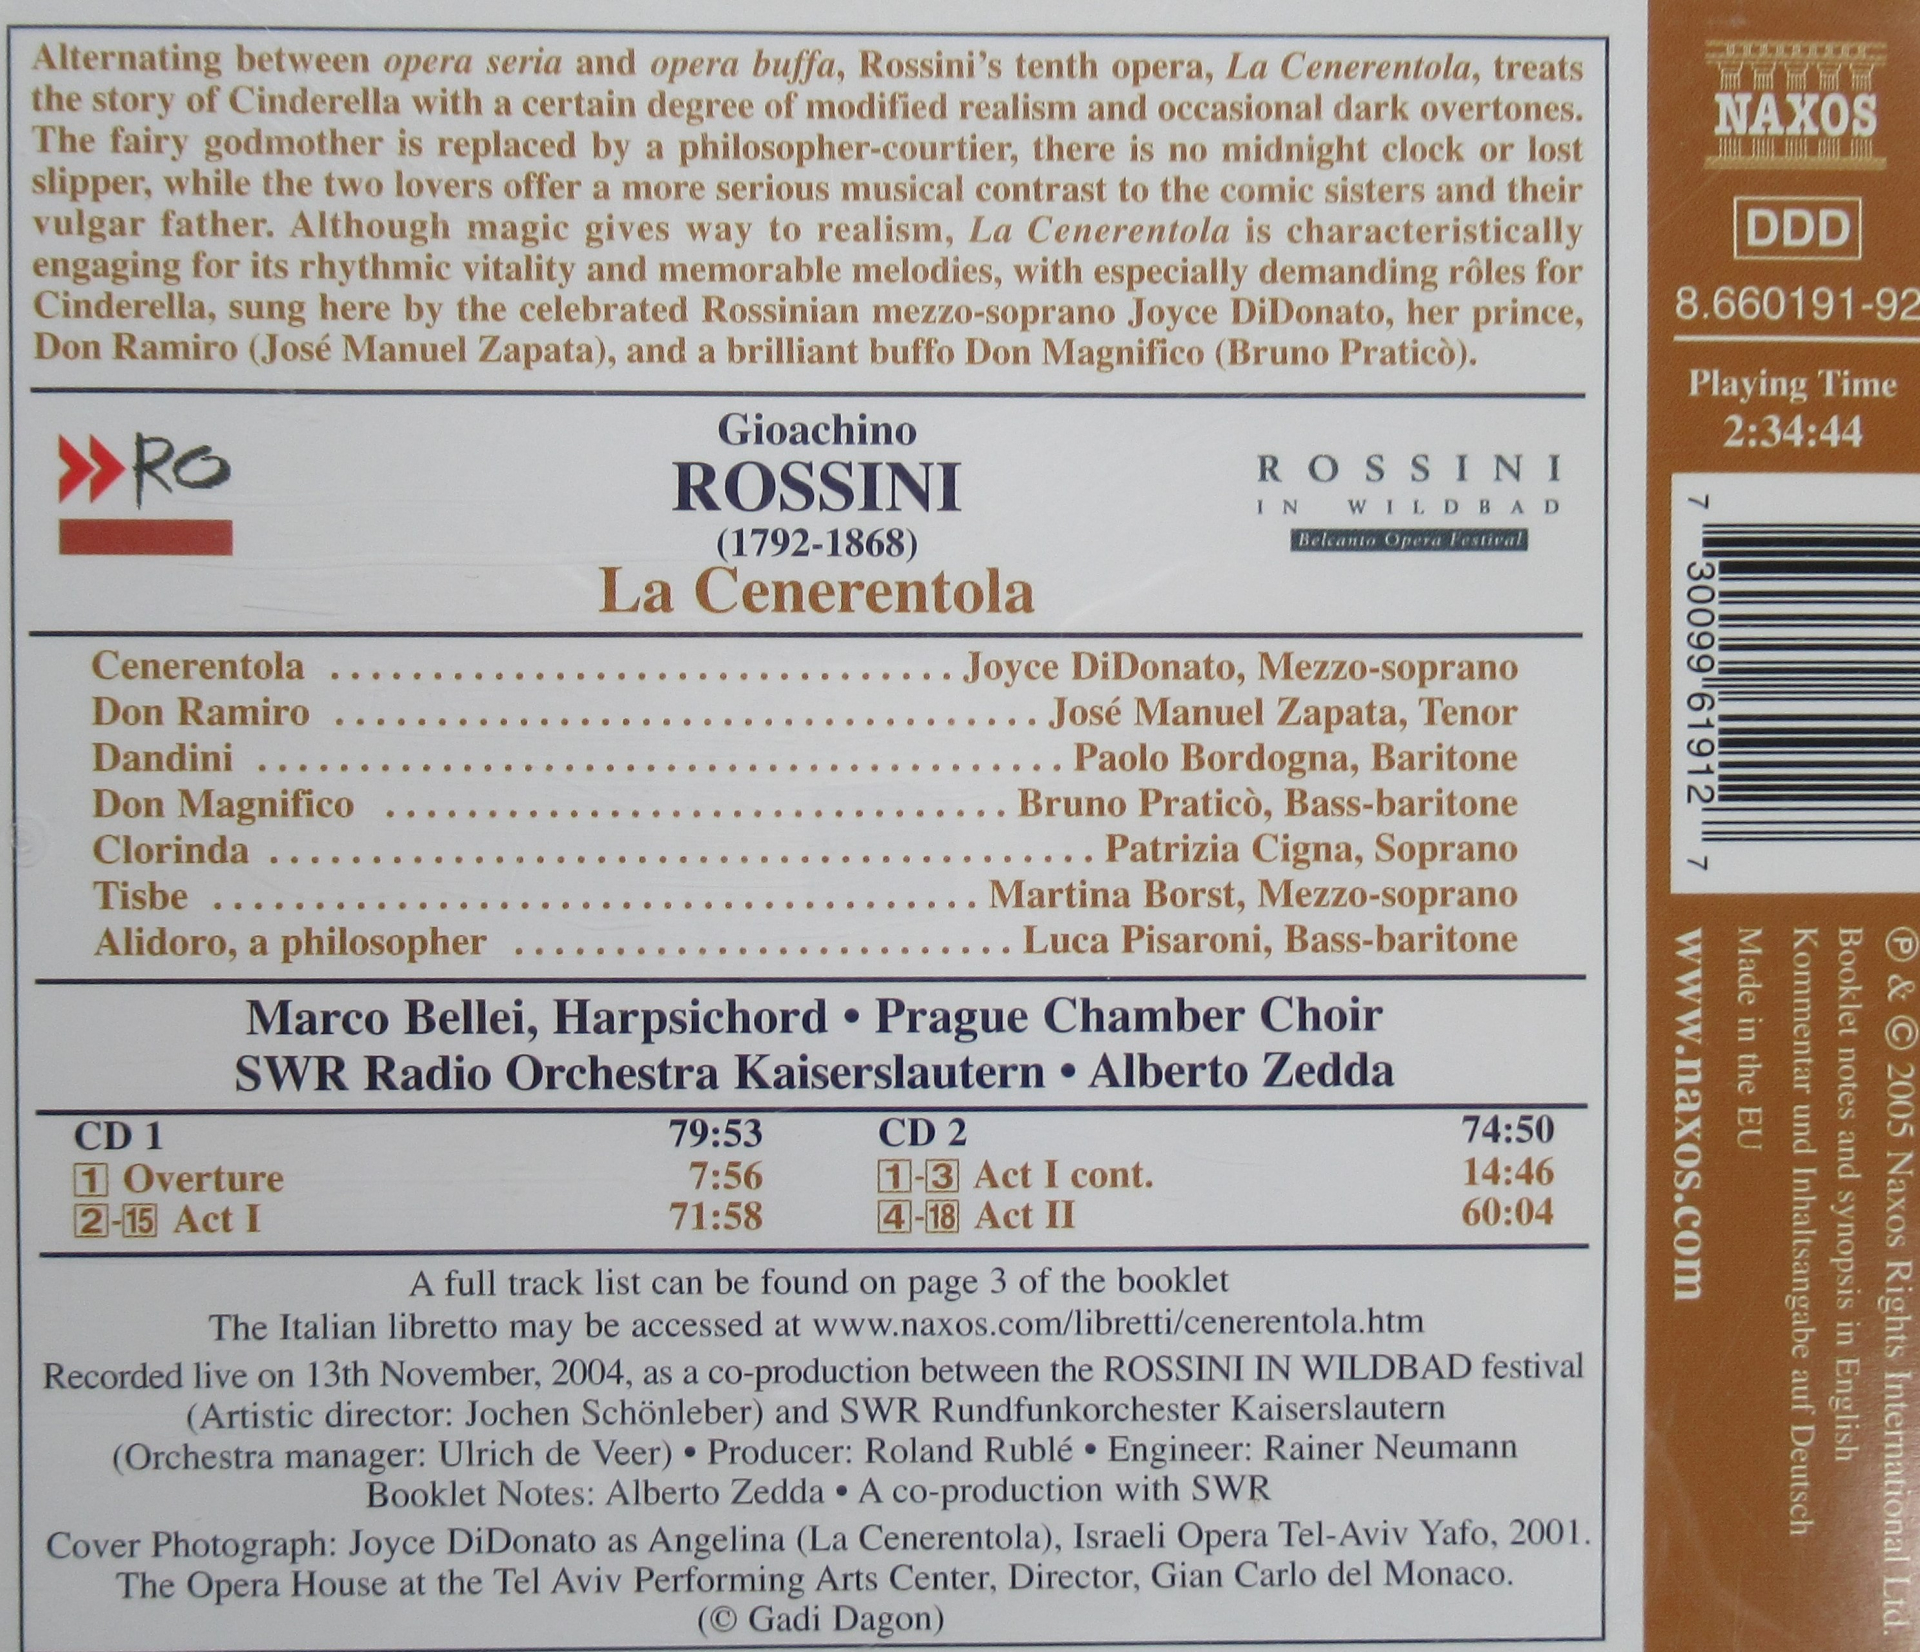 Alternating between opera seria and opera buffa, Rossini's tenth opera, La Cenerentola, treats
the story of Cinderella with a certain degree of modified realism and occasional dark overtones.
The fairy godmother is replaced by a philosopher-courtier, there is no midnight clock or lost
slipper, while the two lovers offer a more serious musical contrast to the comic sisters and their
vulgar father. Although magic gives way to realism, La Cenerentola is characteristically
engaging for its rhythmic vitality and memorable melodies, with especially demanding rôles for
Cinderella, sung here by the celebrated Rossinian mezzo-soprano Joyce DiDonato, her prince,
Don Ramiro (José Manuel Zapata), and a brilliant buffo Don Magnifico (Bruno Praticò).
RO
Gioachino
ROSSINI
(1792-1868)
La Cenerentola
ROSSINI
IN WILDBAD
Belcanto Opera Festival
Cenerentola ............................... Joyce DiDonato, Mezzo-soprano
Don Ramiro ................................... José Manuel Zapata, Tenor
Dandini ........................................ Paolo Bordogna, Baritone
Don Magnifico ............................... Bruno Praticò, Bass-baritone
Clorinda ......................................... Patrizia Cigna, Soprano
Tisbe ...................................... Martina Borst, Mezzo-soprano
Alidoro, a philosopher ......................... Luca Pisaroni, Bass-baritone
Marco Bellei, Harpsichord • Prague Chamber Choir
SWR Radio Orchestra Kaiserslautern • Alberto Zedda
CD 1 79:53
1 Overture 7:56
2-15 Act I 71:58
CD 2 74:50
1-3 Act I cont. 14:46
4-18 Act II 60:04
A full track list can be found on page 3 of the booklet
The Italian libretto may be accessed at www.naxos.com/libretti/cenerentola.htm
Recorded live on 13th November, 2004, as a co-production between the ROSSINI IN WILDBAD festival
(Artistic director: Jochen Schönleber) and SWR Rundfunkorchester Kaiserslautern
(Orchestra manager: Ulrich de Veer) • Producer: Roland Rublé • Engineer: Rainer Neumann
Booklet Notes: Alberto Zedda • A co-production with SWR
Cover Photograph: Joyce DiDonato as Angelina (La Cenerentola), Israeli Opera Tel-Aviv Yafo, 2001.
The Opera House at the Tel Aviv Performing Arts Center, Director, Gian Carlo del Monaco.
(© Gadi Dagon)
NAXOS
DDD
8.660191-92
Playing Time
2:34:44
7 30099 61912 7
℗ & © 2005 Naxos Rights International Ltd.
Booklet notes and synopsis in English
Kommentar und Inhaltsangabe auf Deutsch
Made in the EU
www.naxos.com